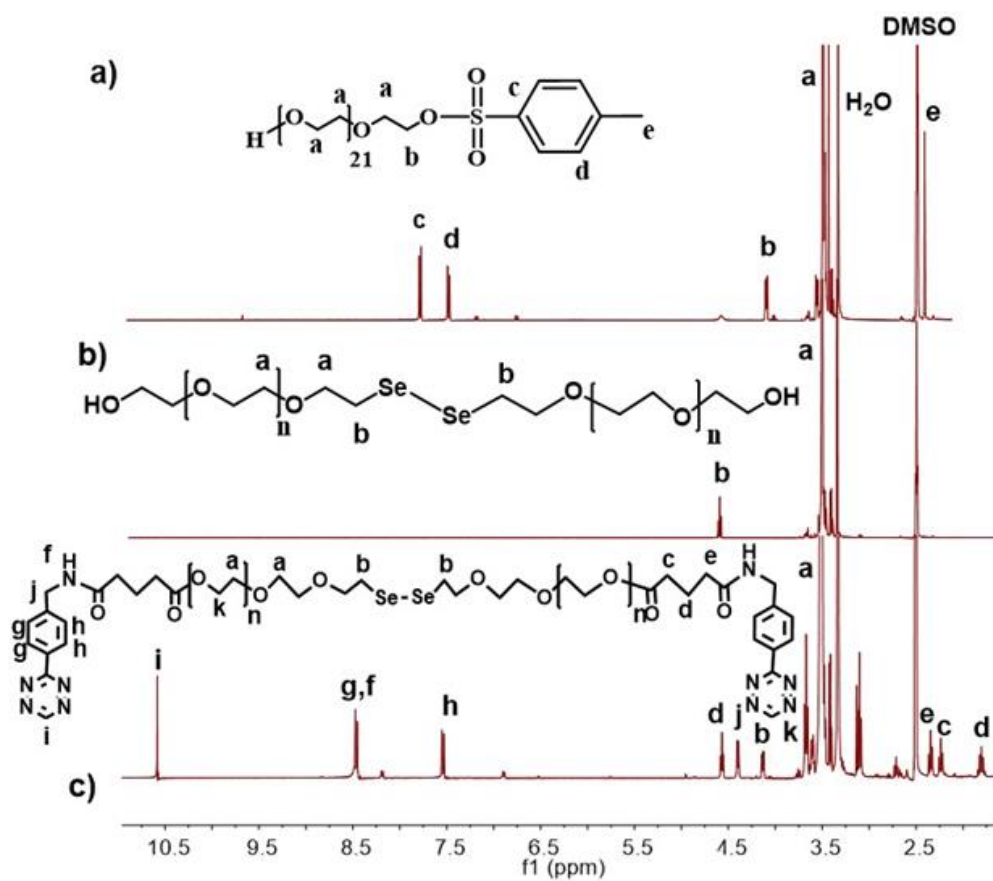 DMSO
a)
a
H₂O
e
O
c
a
a
H
O
O
O
S
a
21
b
O
d
e
c
d
b
b)
a
a
a
b
HO
O
n
O
Se
Se
b
O
O
n
OH
b
f
H
N
a
a
b
b
c
e
H
N
a
j
O
O
O
k
n
O
O
Se-Se
O
O
O
n
O
d
O
g
h
g
h
i
g,f
h
N
N
N
N
i
N
N
N
N
d
j
b
k
e
c
d
c)
10.5
9.5
8.5
7.5
6.5
5.5
4.5
3.5
2.5
f1 (ppm)